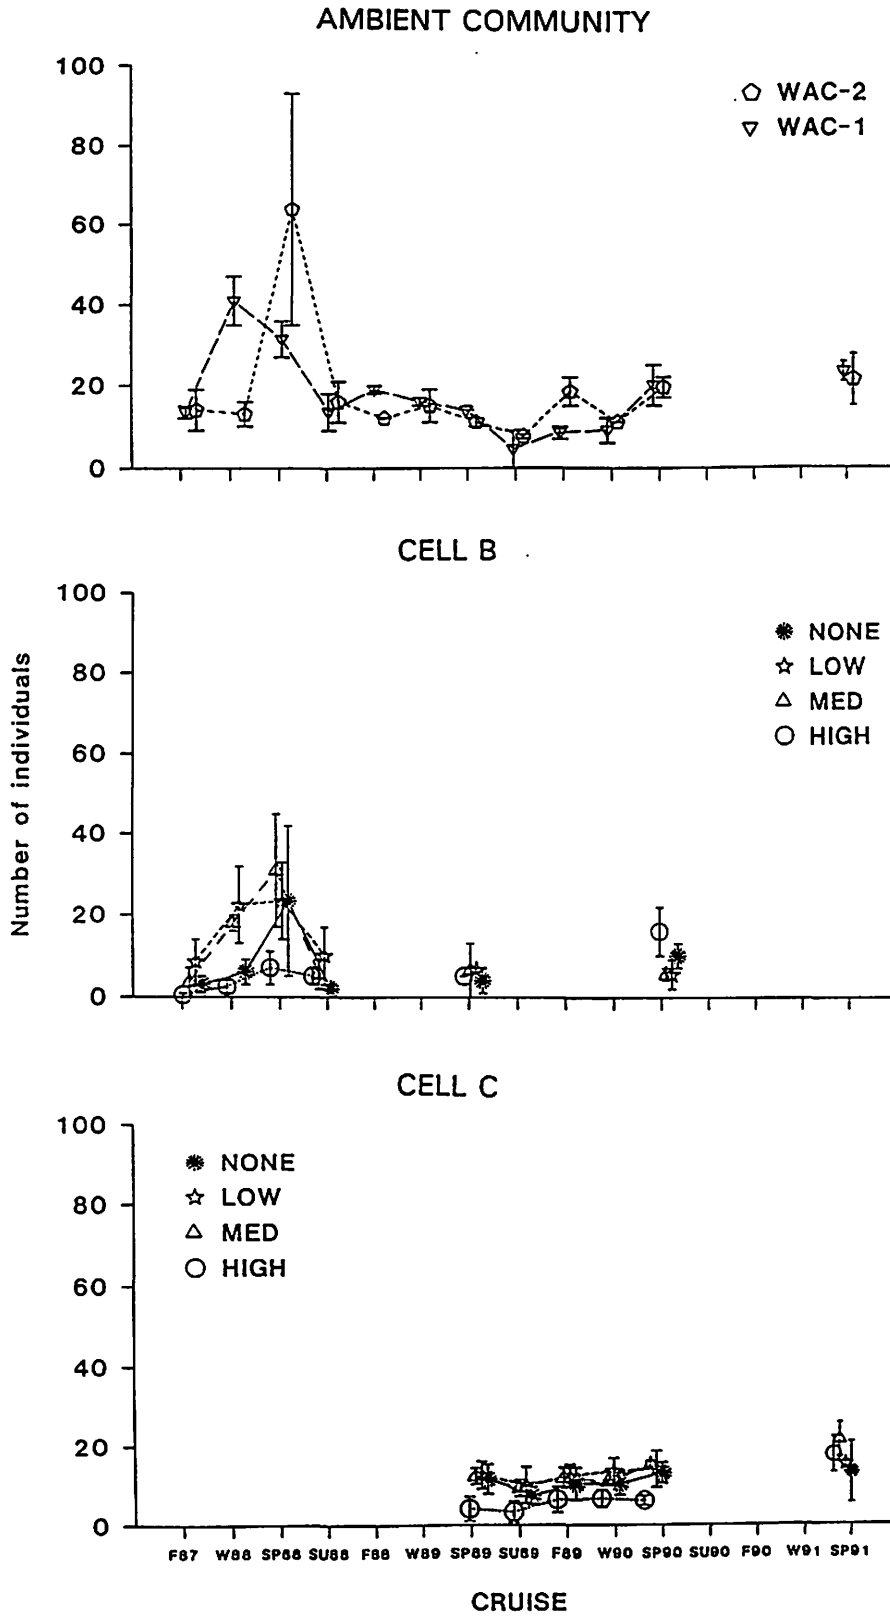 AMBIENT COMMUNITY
100
80
60
40
20
0
WAC-2
WAC-1
CELL B
100
80
60
40
20
0
NONE
LOW
MED
HIGH
Number of individuals
CELL C
100
80
60
40
20
0
NONE
LOW
MED
HIGH
F87 W88 SP88 SU88 F88 W89 SP89 SU89 F89 W90 SP90 SU90 F90 W91 SP91
CRUISE